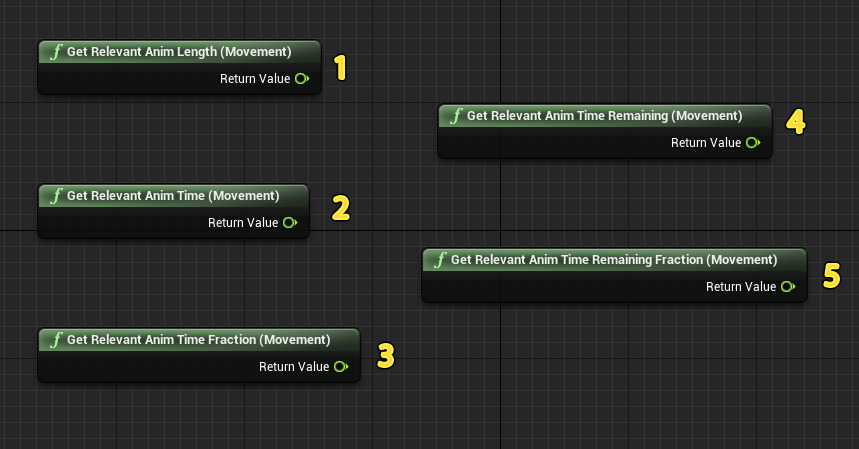 f Get Relevant Anim Length (Movement)
Return Value
1
f Get Relevant Anim Time (Movement)
Return Value
2
f Get Relevant Anim Time Fraction (Movement)
Return Value
3
f Get Relevant Anim Time Remaining (Movement)
Return Value
4
f Get Relevant Anim Time Remaining Fraction (Movement)
Return Value
5